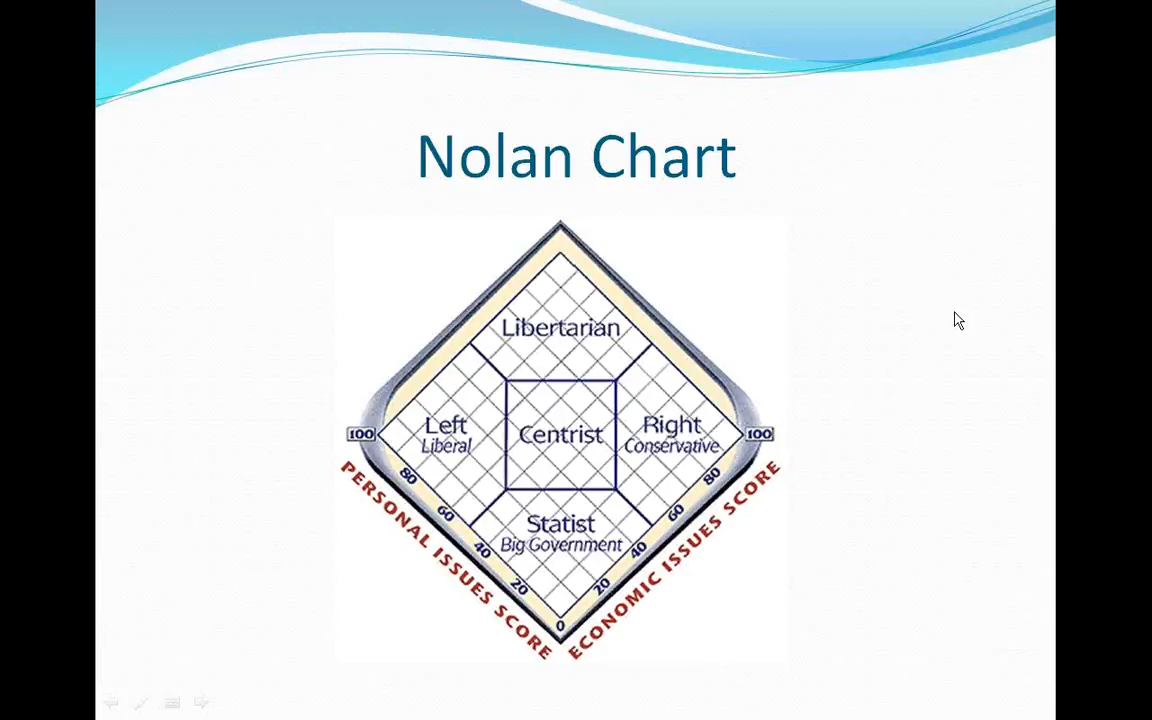 Nolan Chart
Libertarian
Left
Liberal
Centrist
Right
Conservative
Statist
Big Government
100
80
60
40
20
0
20
40
60
80
100
PERSONAL ISSUES SCORE
ECONOMIC ISSUES SCORE